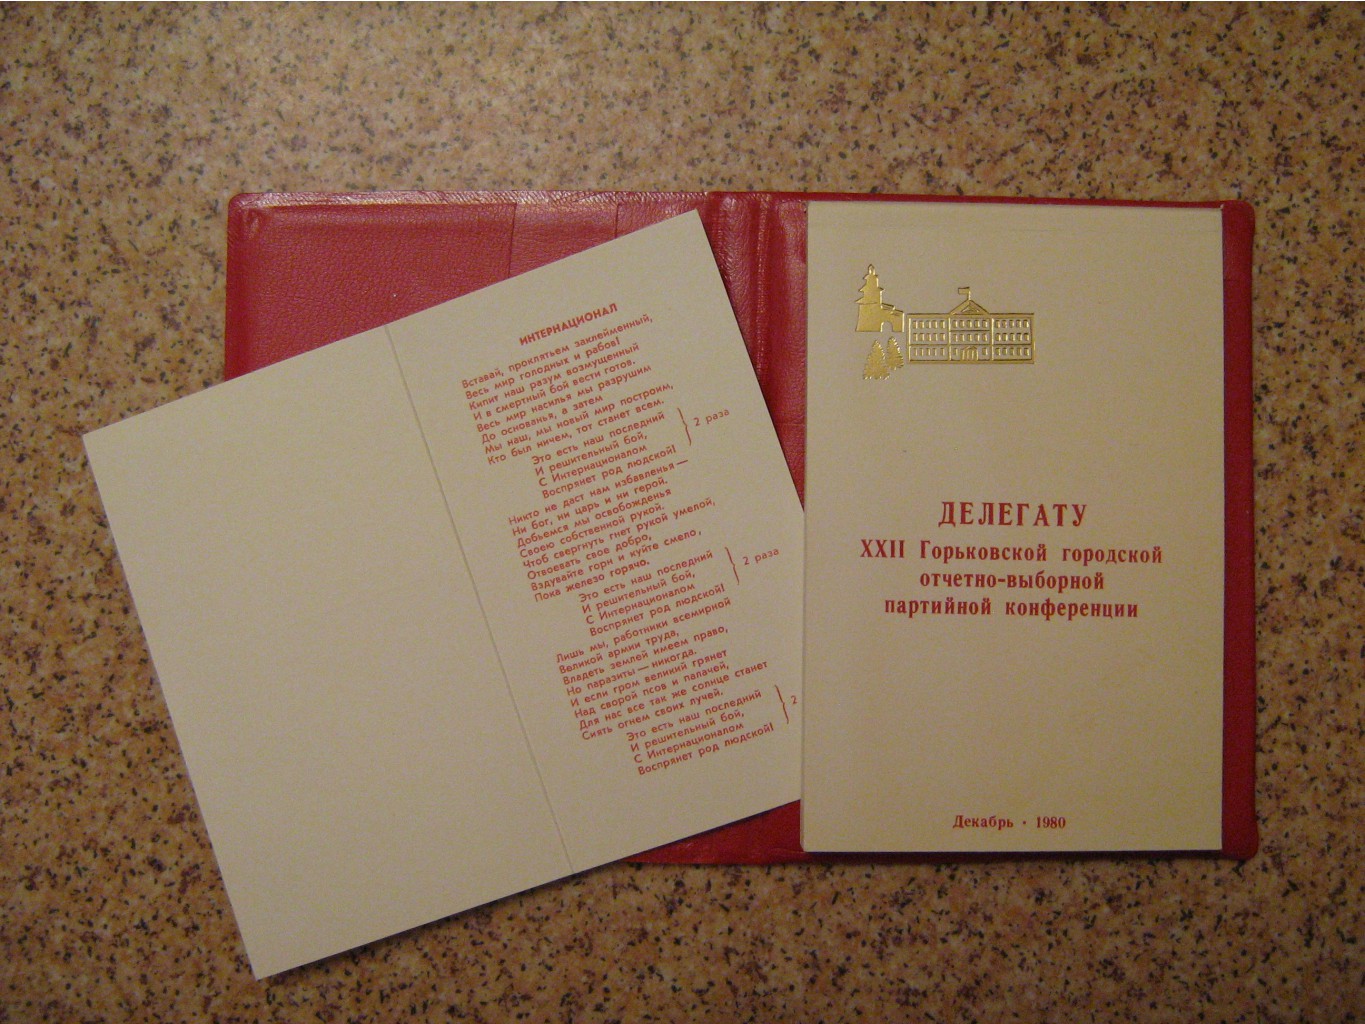 ИНТЕРНАЦИОНАЛ
Вставай, проклятьем заклейменный,
Весь мир голодных и рабов!
Кипит наш разум возмущенный
И в смертный бой вести готов.
Весь мир насилья мы разрушим
До основанья, а затем
Мы наш, мы новый мир построим,
Кто был ничем, тот станет всем.
Это есть наш последний
И решительный бой,
С Интернационалом
Воспрянет род людской!
2 раза
Никто не даст нам избавленья —
Ни бог, ни царь и ни герой.
Добьемся мы освобожденья
Своею собственной рукой.
Чтоб свергнуть гнет рукой умелой,
Отвоевать свое добро,
Вздувайте горн и куйте смело,
Пока железо горячо.
Это есть наш последний
И решительный бой,
С Интернационалом
Воспрянет род людской!
2 раза
Лишь мы, работники всемирной
Великой армии труда,
Владеть землей имеем право,
Но паразиты — никогда.
И если гром великий грянет
Над сворой псов и палачей,
Для нас все так же солнце станет
Сиять огнем своих лучей.
Это есть наш последний
И решительный бой,
С Интернационалом
Воспрянет род людской!
2
ДЕЛЕГАТУ
XXII Горьковской городской
отчетно-выборной
партийной конференции
Декабрь • 1980